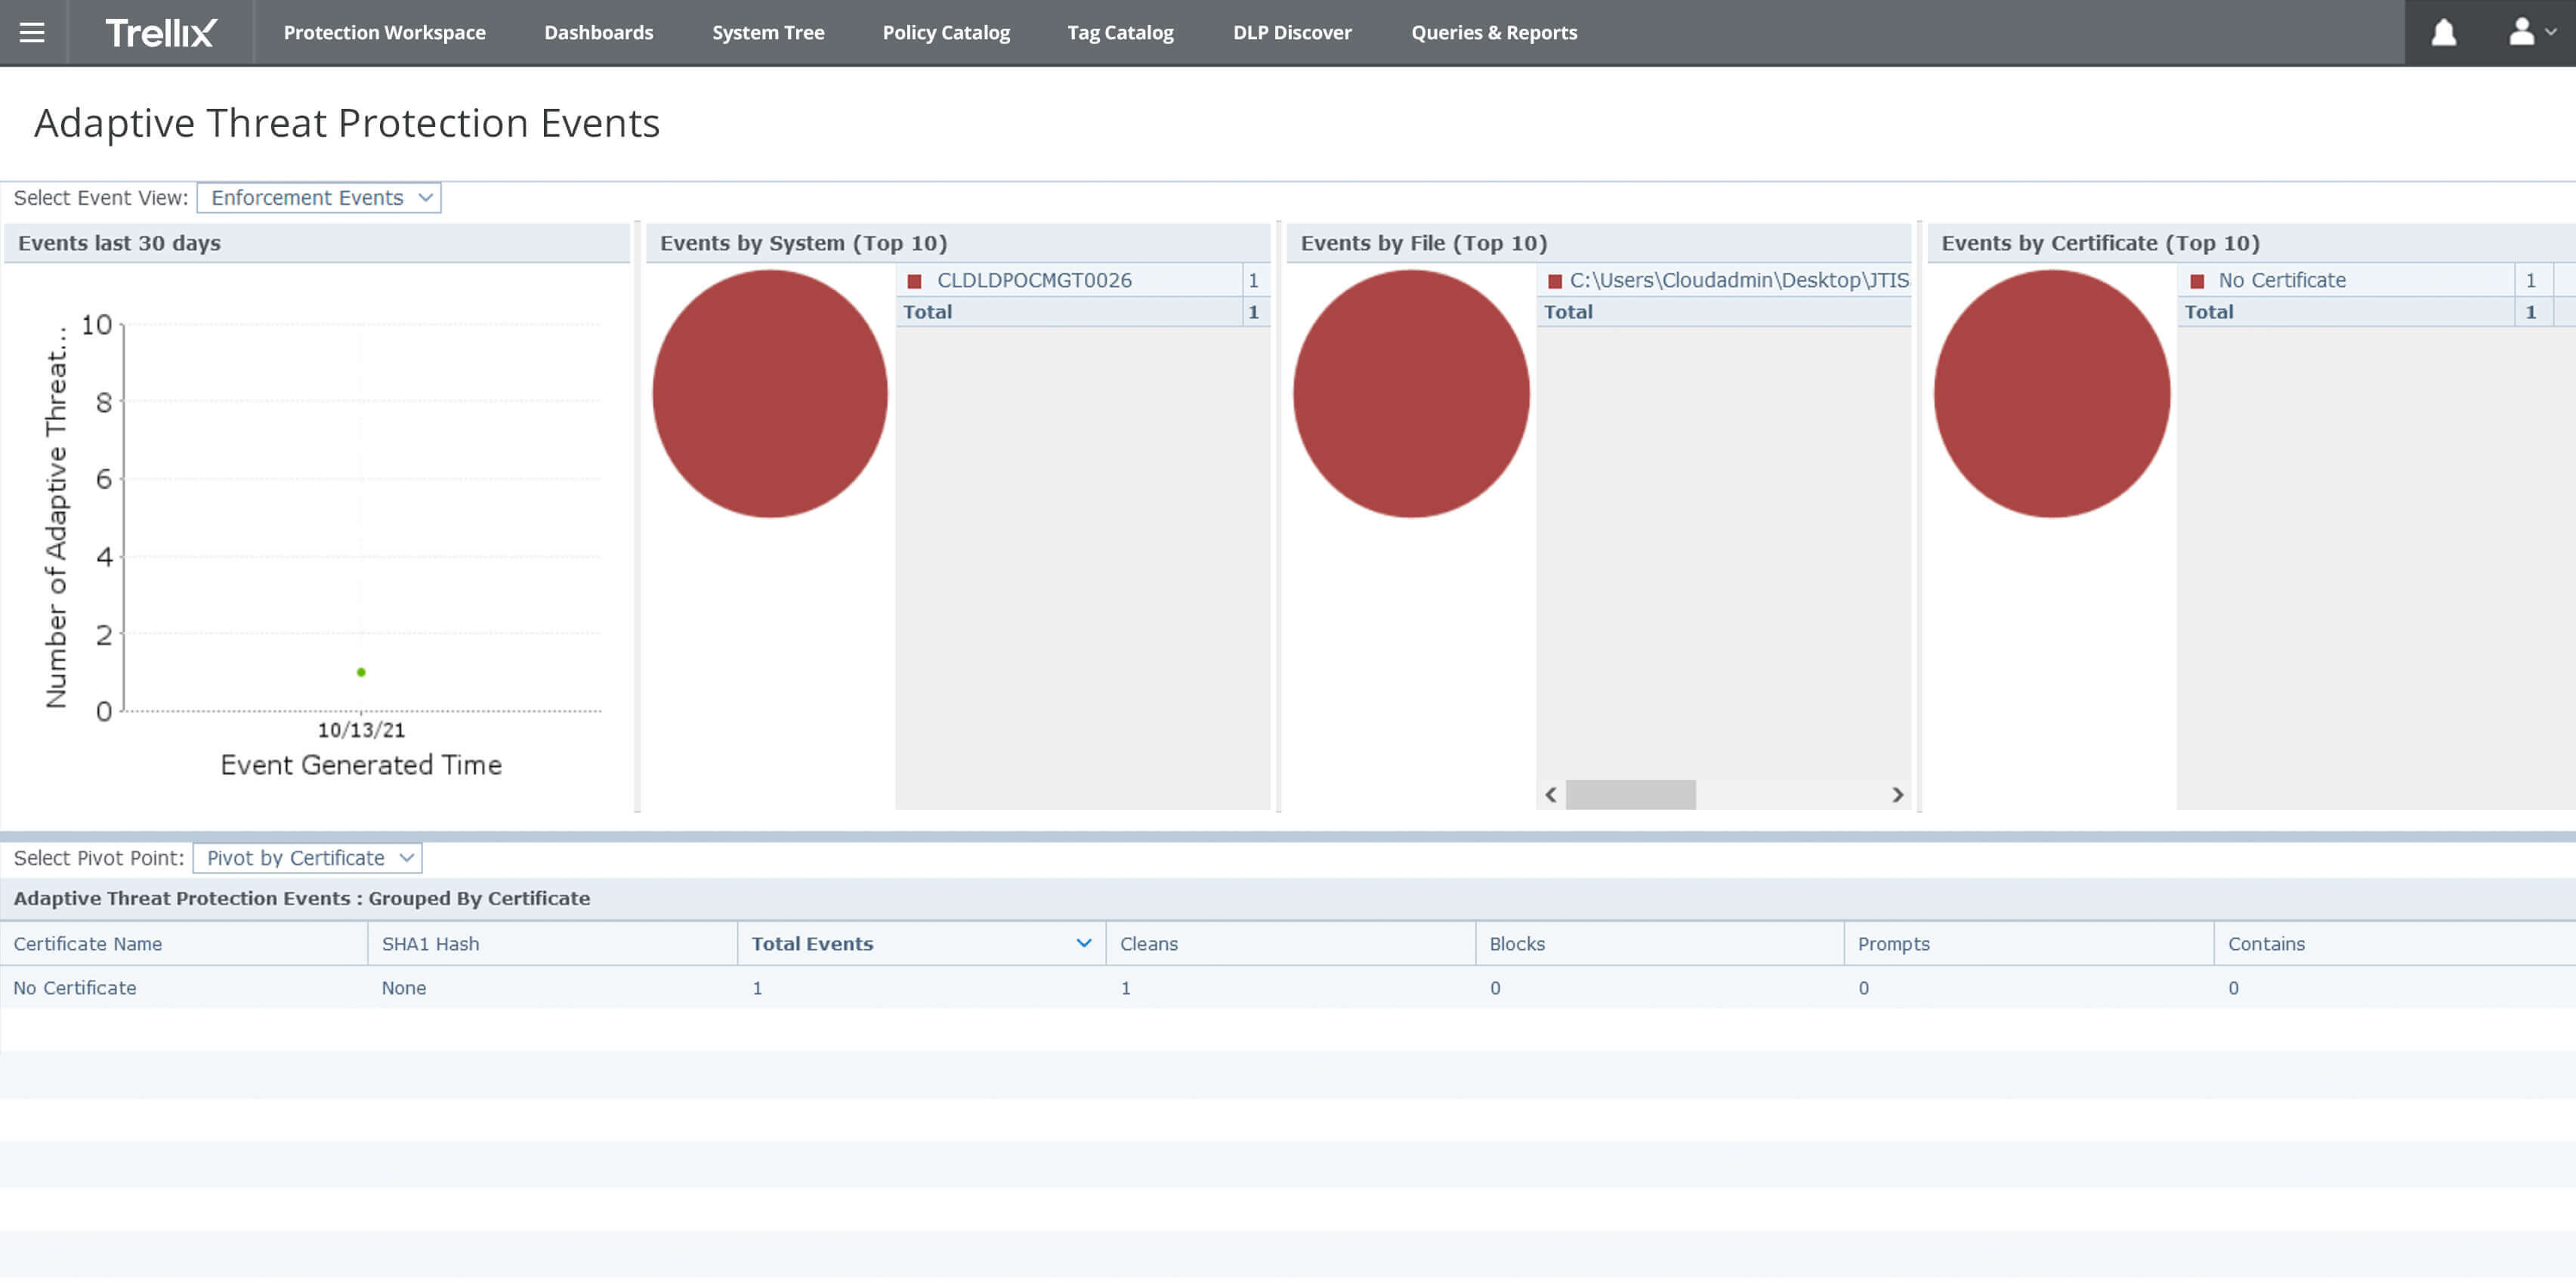 Trellix Protection Workspace Dashboards System Tree Policy Catalog Tag Catalog DLP Discover Queries & Reports
Adaptive Threat Protection Events
Select Event View: Enforcement Events
Events last 30 days
Number of Adaptive Threat...
10
8
6
4
2
0
10/13/21
Event Generated Time
Events by System (Top 10)
CLDLDPOCMGT0026 1
Total 1
Events by File (Top 10)
C:\Users\Cloudadmin\Desktop\JTIS
Total
Events by Certificate (Top 10)
No Certificate 1
Total 1
Select Pivot Point: Pivot by Certificate
Adaptive Threat Protection Events : Grouped By Certificate
Certificate Name SHA1 Hash Total Events Cleans Blocks Prompts Contains
No Certificate None 1 1 0 0 0